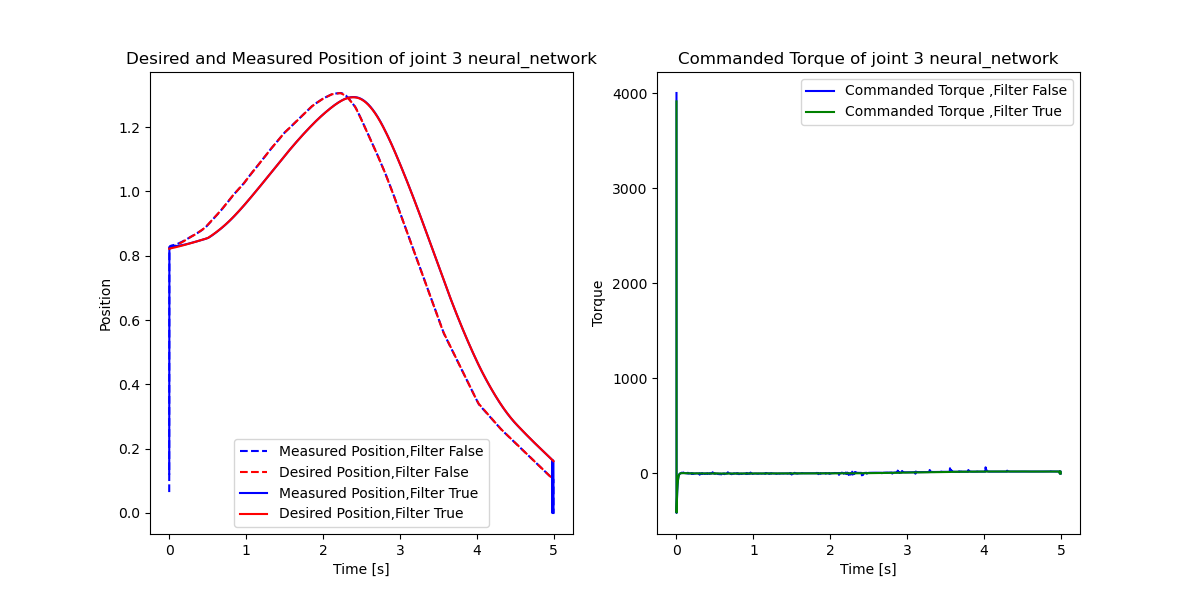 Desired and Measured Position of joint 3 neural_network
Position
1.2
1.0
0.8
0.6
0.4
0.2
0.0
Measured Position,Filter False
Desired Position,Filter False
Measured Position,Filter True
Desired Position,Filter True
0 1 2 3 4 5
Time [s]
Commanded Torque of joint 3 neural_network
Torque
4000
3000
2000
1000
0
Commanded Torque ,Filter False
Commanded Torque ,Filter True
0 1 2 3 4 5
Time [s]